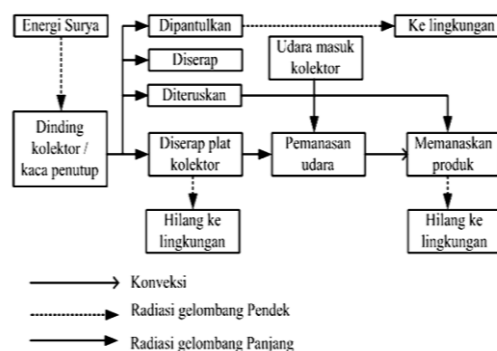 Energi Surya
Dipantulkan
Ke lingkungan
Diserap
Udara masuk
kolektor
Diteruskan
Dinding
kolektor /
kaca penutup
Diserap plat
kolektor
Pemanasan
udara
Memanaskan
produk
Hilang ke
lingkungan
Hilang ke
lingkungan
Konveksi
Radiasi gelombang Pendek
Radiasi gelombang Panjang